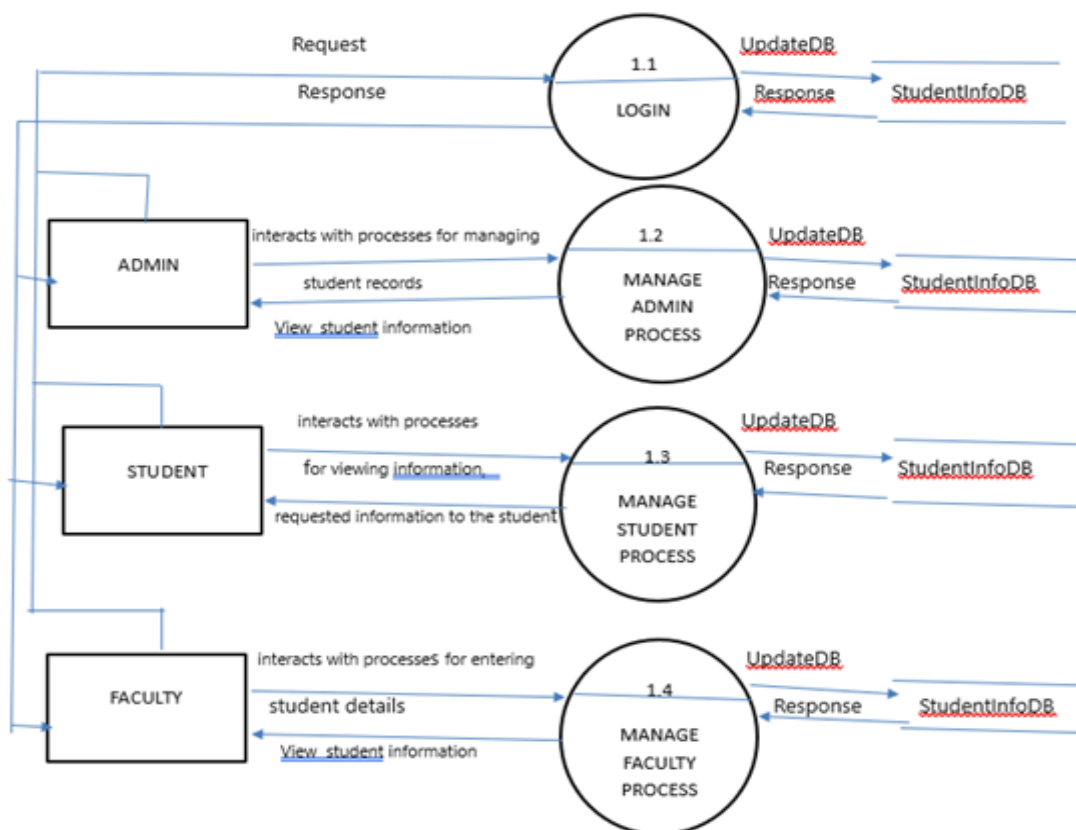 Request
UpdateDB
1.1
Response
Response
StudentInfoDB
LOGIN
interacts with processes for managing
1.2
UpdateDB
ADMIN
student records
MANAGE
ADMIN
PROCESS
Response
StudentInfoDB
View student information
interacts with processes
UpdateDB
STUDENT
for viewing information,
1.3
Response
StudentInfoDB
requested information to the student
MANAGE
STUDENT
PROCESS
interacts with processes for entering
UpdateDB
FACULTY
student details
1.4
Response
StudentInfoDB
View student information
MANAGE
FACULTY
PROCESS